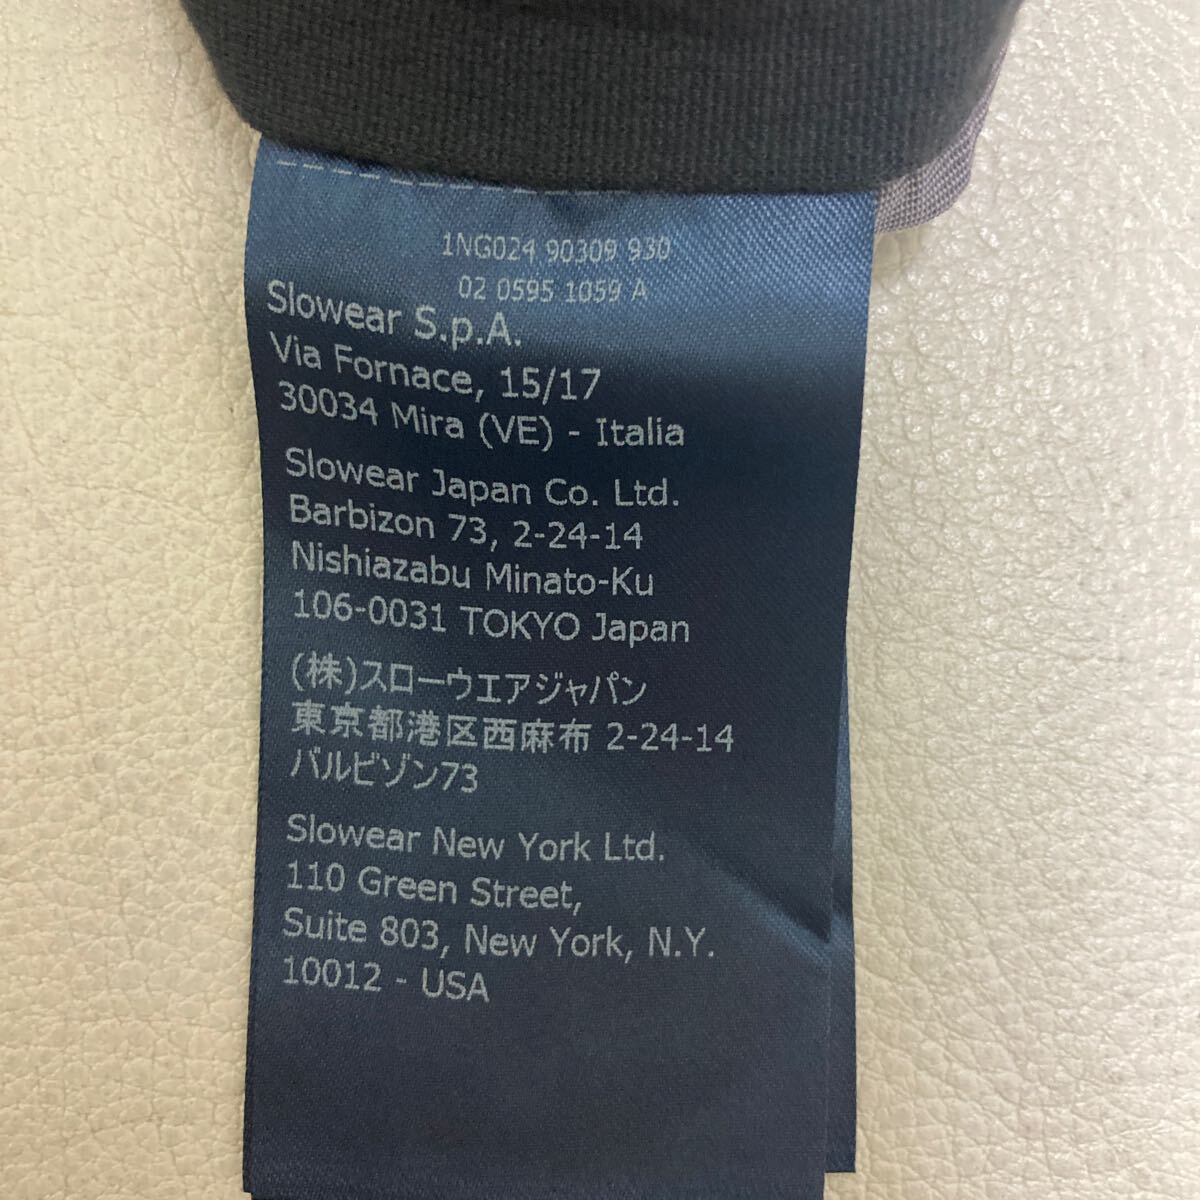 1NG024 90309 930
02 0595 1059 A
Slowear S.p.A.
Via Fornace, 15/17
30034 Mira (VE) - Italia
Slowear Japan Co. Ltd.
Barbizon 73, 2-24-14
Nishiazabu Minato-Ku
106-0031 TOKYO Japan
(株)スローウエアジャパン
東京都港区西麻布 2-24-14
バルビゾン73
Slowear New York Ltd.
110 Green Street,
Suite 803, New York, N.Y.
10012 - USA